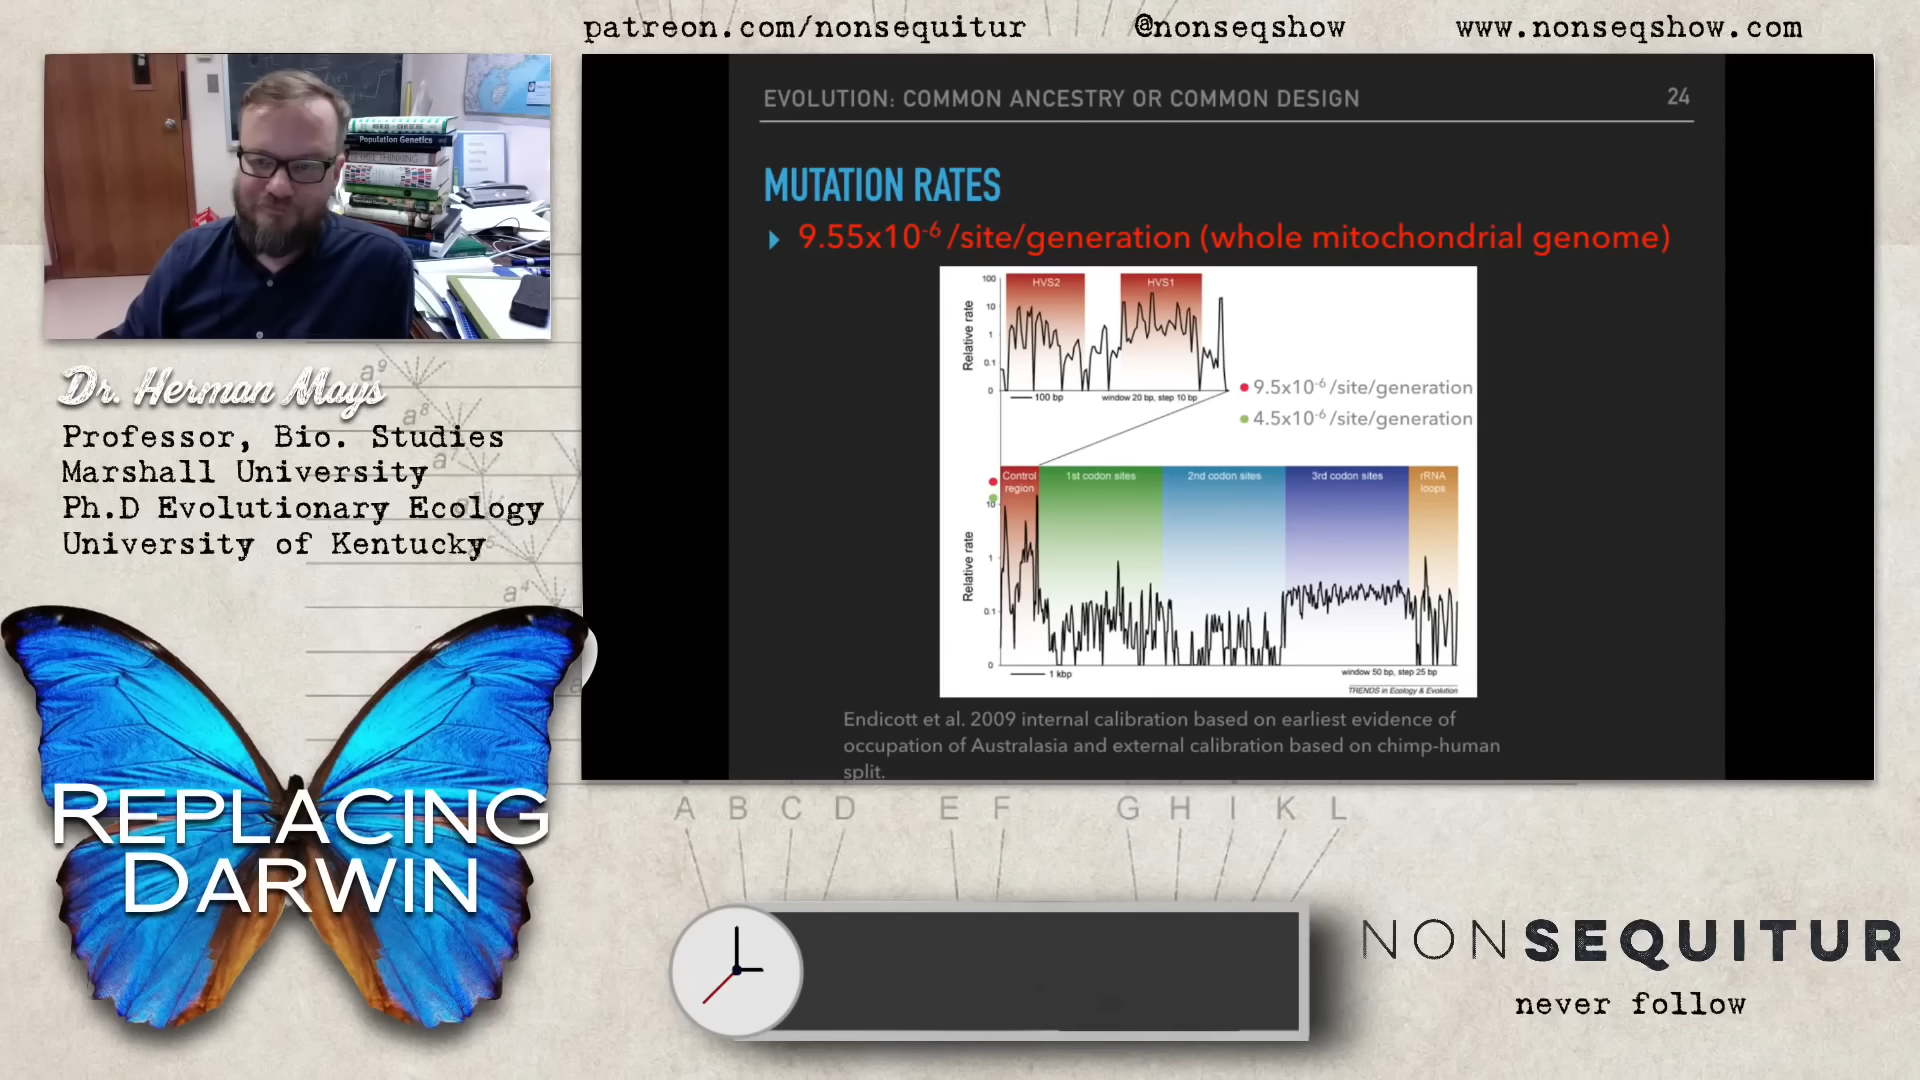 patreon.com/nonsequitur
@nonseqshow
www.nonseqshow.com
Population Genetics
TREE THINKING
Dr. Herman Mays
Professor, Bio. Studies
Marshall University
Ph.D Evolutionary Ecology
University of Kentucky
REPLACING
DARWIN
EVOLUTION: COMMON ANCESTRY OR COMMON DESIGN
24
MUTATION RATES
9.55x10-6 /site/generation (whole mitochondrial genome)
HVS2
HVS1
Relative rate
100
10
1
0.1
0
100 bp
window 20 bp, step 10 bp
9.5x10-6 /site/generation
4.5x10-6 /site/generation
Control
region
1st codon sites
2nd codon sites
3rd codon sites
rRNA
loops
Relative rate
10
1
0.1
0
1 kbp
window 50 bp, step 25 bp
TRENDS in Ecology & Evolution
Endicott et al. 2009 internal calibration based on earliest evidence of
occupation of Australasia and external calibration based on chimp-human
split.
a9
a8
a7
a4
A B C D E F G H I K L
NONSEQUITUR
never follow